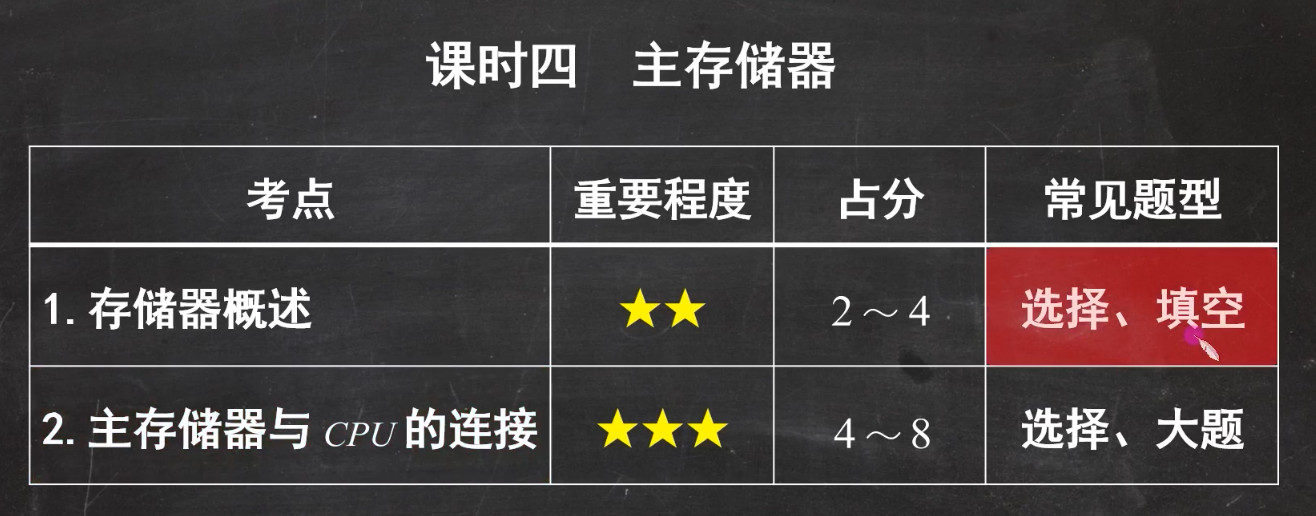 课时四 主存储器
考点 重要程度 占分 常见题型
1. 存储器概述 ★★ 2～4 选择、填空
2. 主存储器与 CPU 的连接 ★★★ 4～8 选择、大题